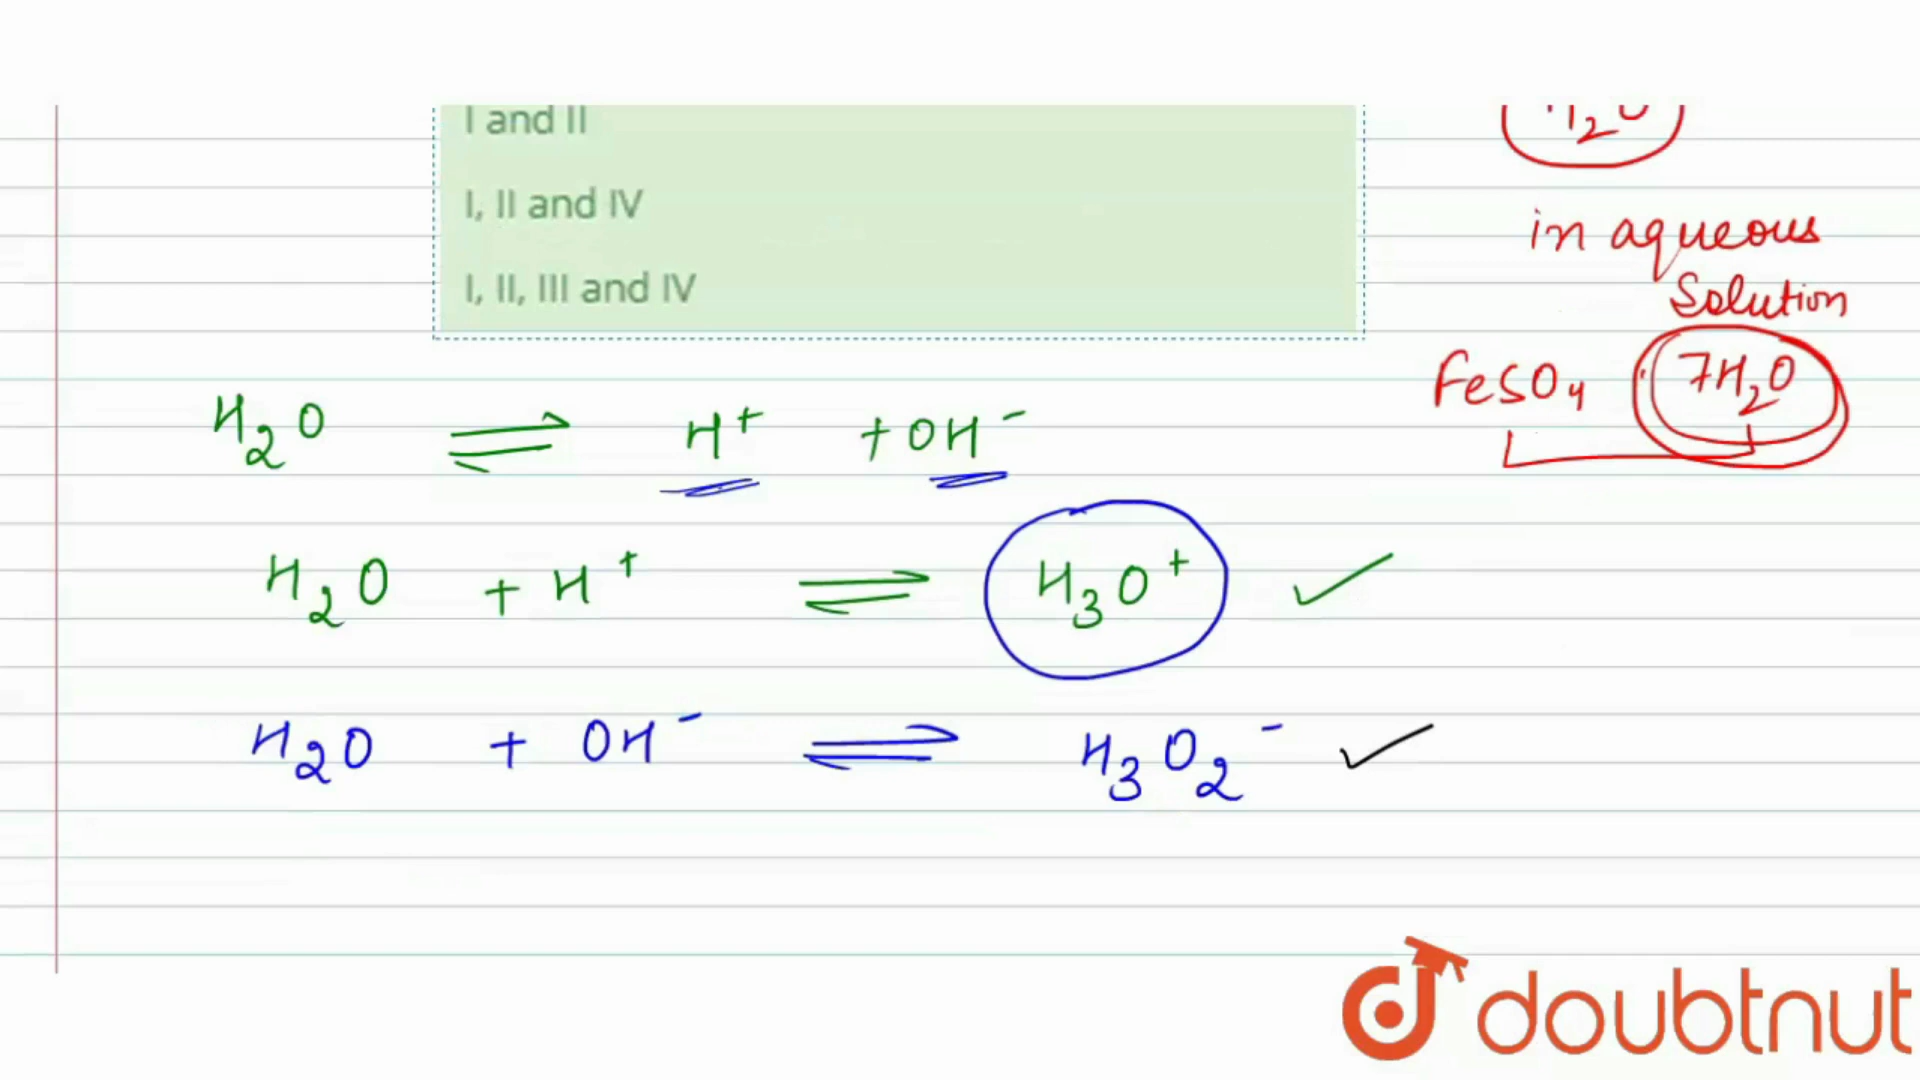 I and II
I, II and IV
I, II, III and IV
in aqueous
Solution
FeSO₄ 7H₂O
H₂O ⇌ H⁺ + OH⁻
H₂O + H⁺ ⇌ H₃O⁺ ✓
H₂O + OH⁻ ⇌ H₃O₂⁻ ✓
doubtnut